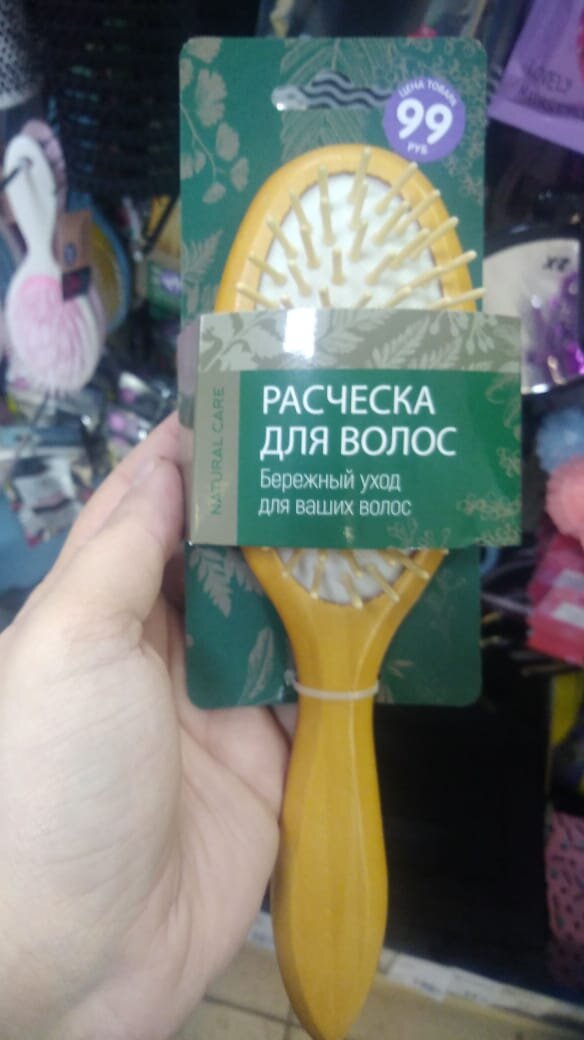 ЦЕНА ТОВАРА
99
РУБ
NATURAL CARE
РАСЧЕСКА
ДЛЯ ВОЛОС
Бережный уход
для ваших волос